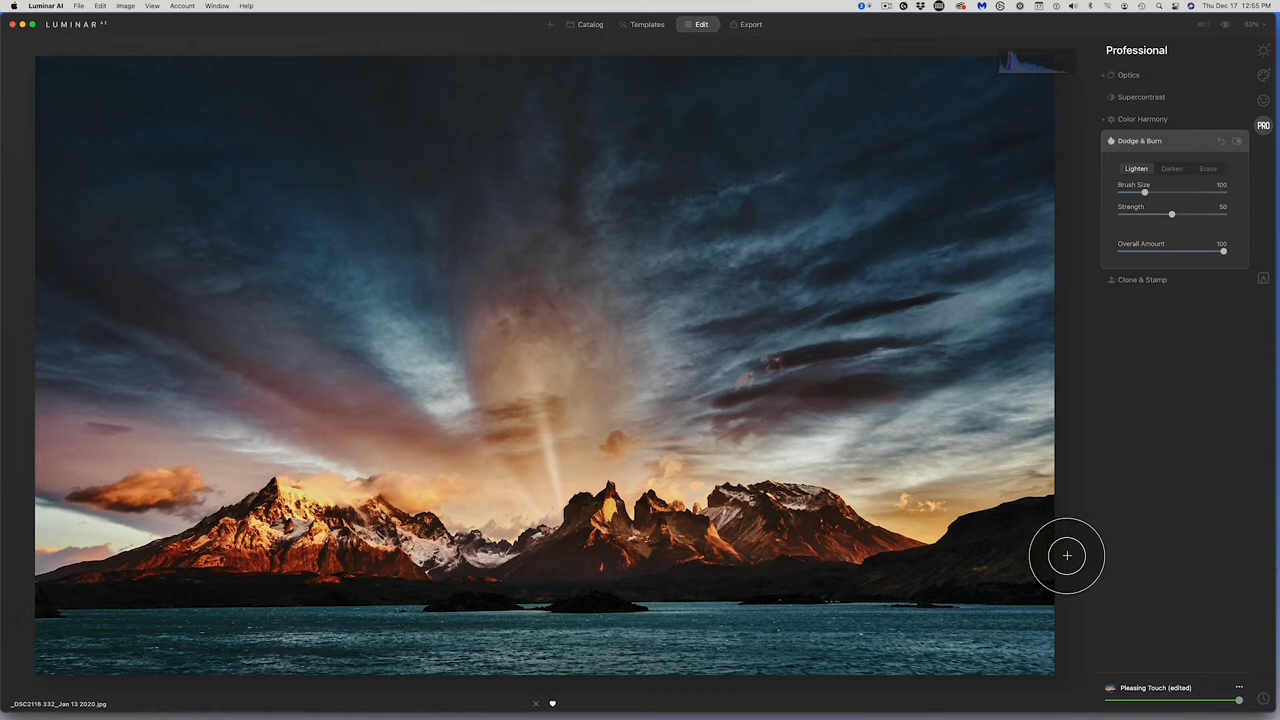 Luminar AI File Edit Image View Account Window Help Thu Dec 17 12:55 PM
LUMINAR AI Catalog Templates Edit Export 63%
Professional
Optics
Supercontrast
Color Harmony
PRO
Dodge & Burn
Lighten Darken Erase
Brush Size 100
Strength 50
Overall Amount 100
Clone & Stamp
Pleasing Touch (edited)
_DSC2116 332_Jan 13 2020.jpg